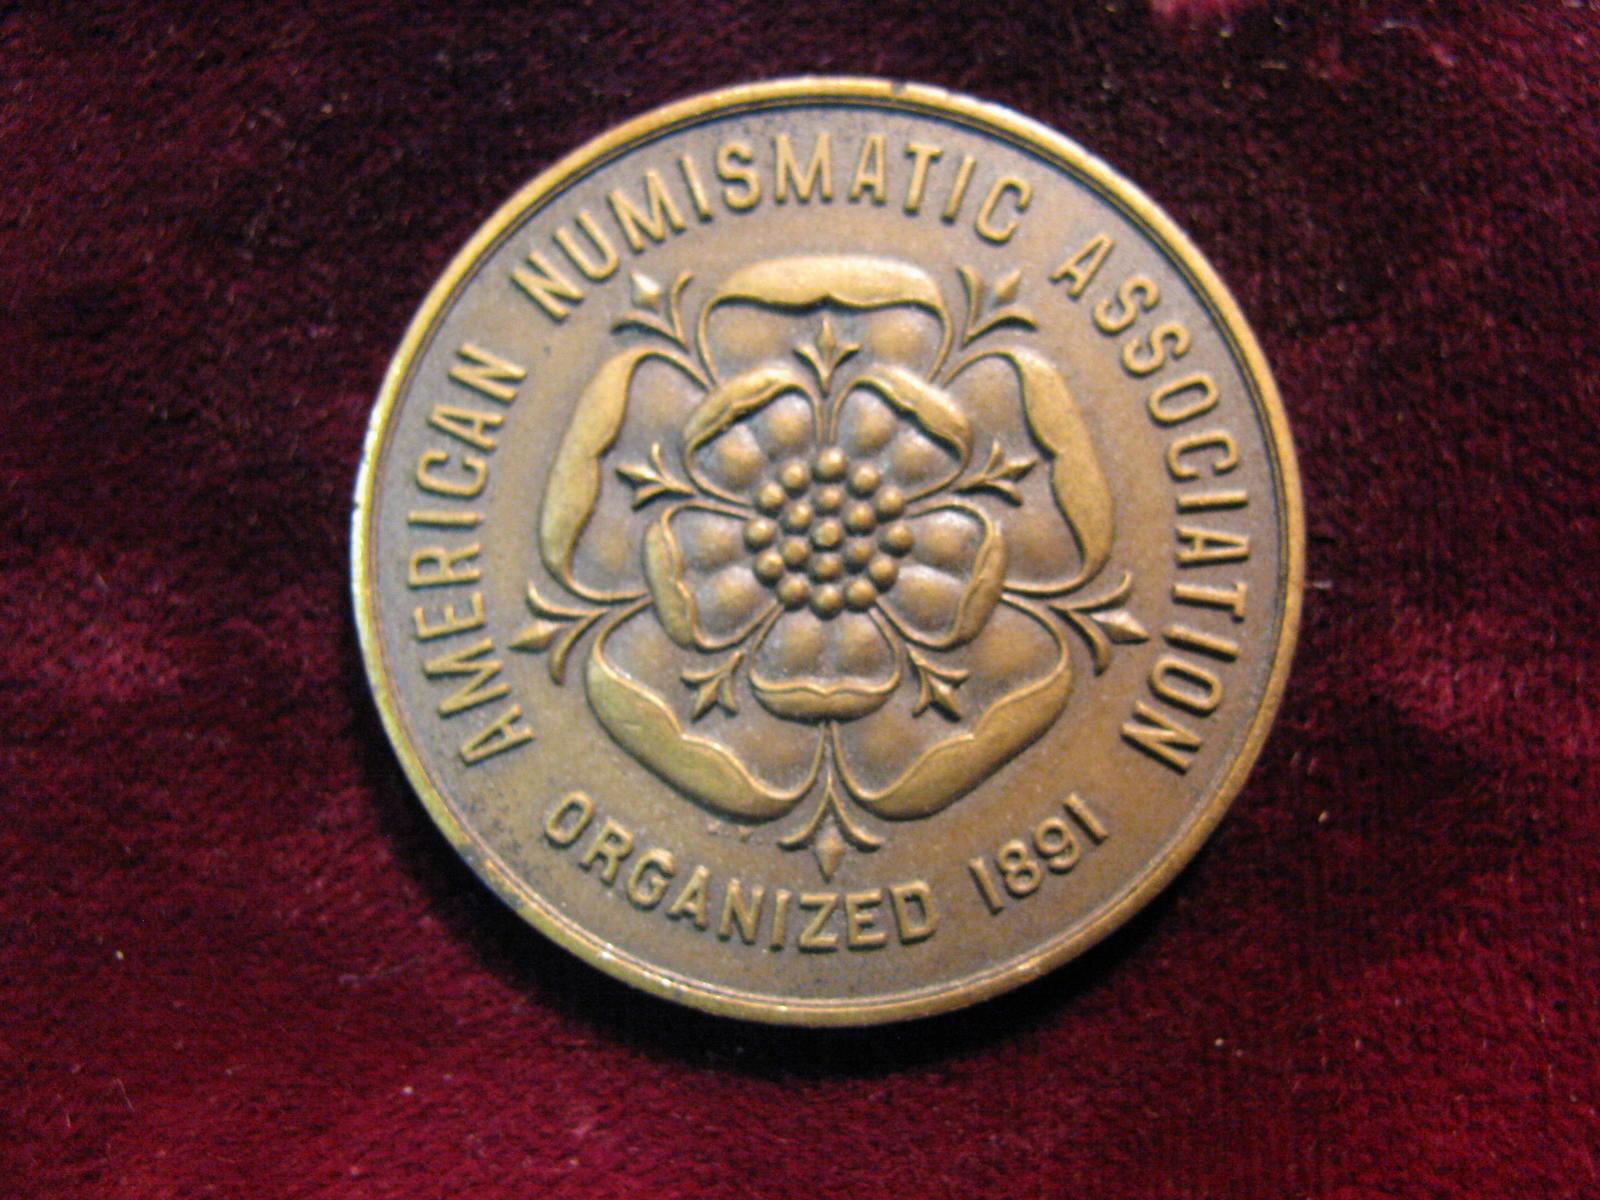 AMERICAN NUMISMATIC ASSOCIATION
ORGANIZED 1891